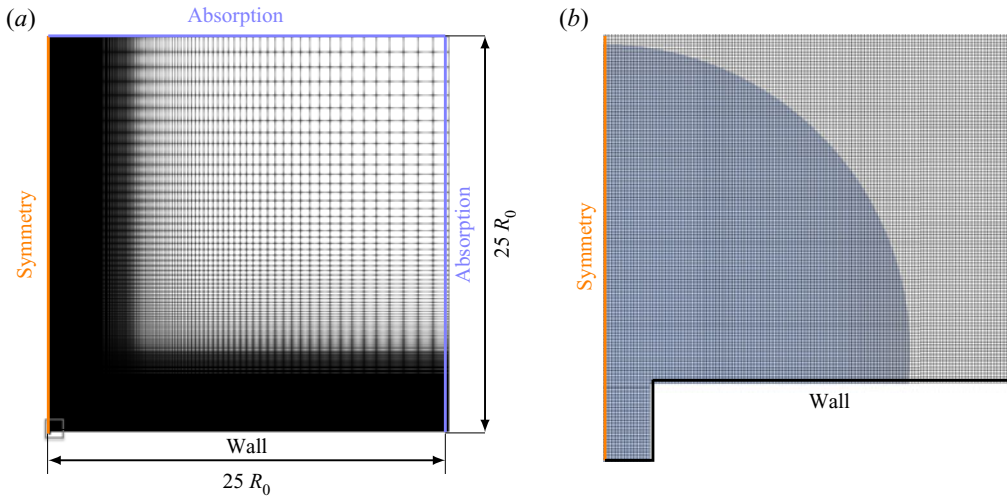 (a)
Absorption
Symmetry
Absorption
25 R₀
Wall
25 R₀
(b)
Symmetry
Wall